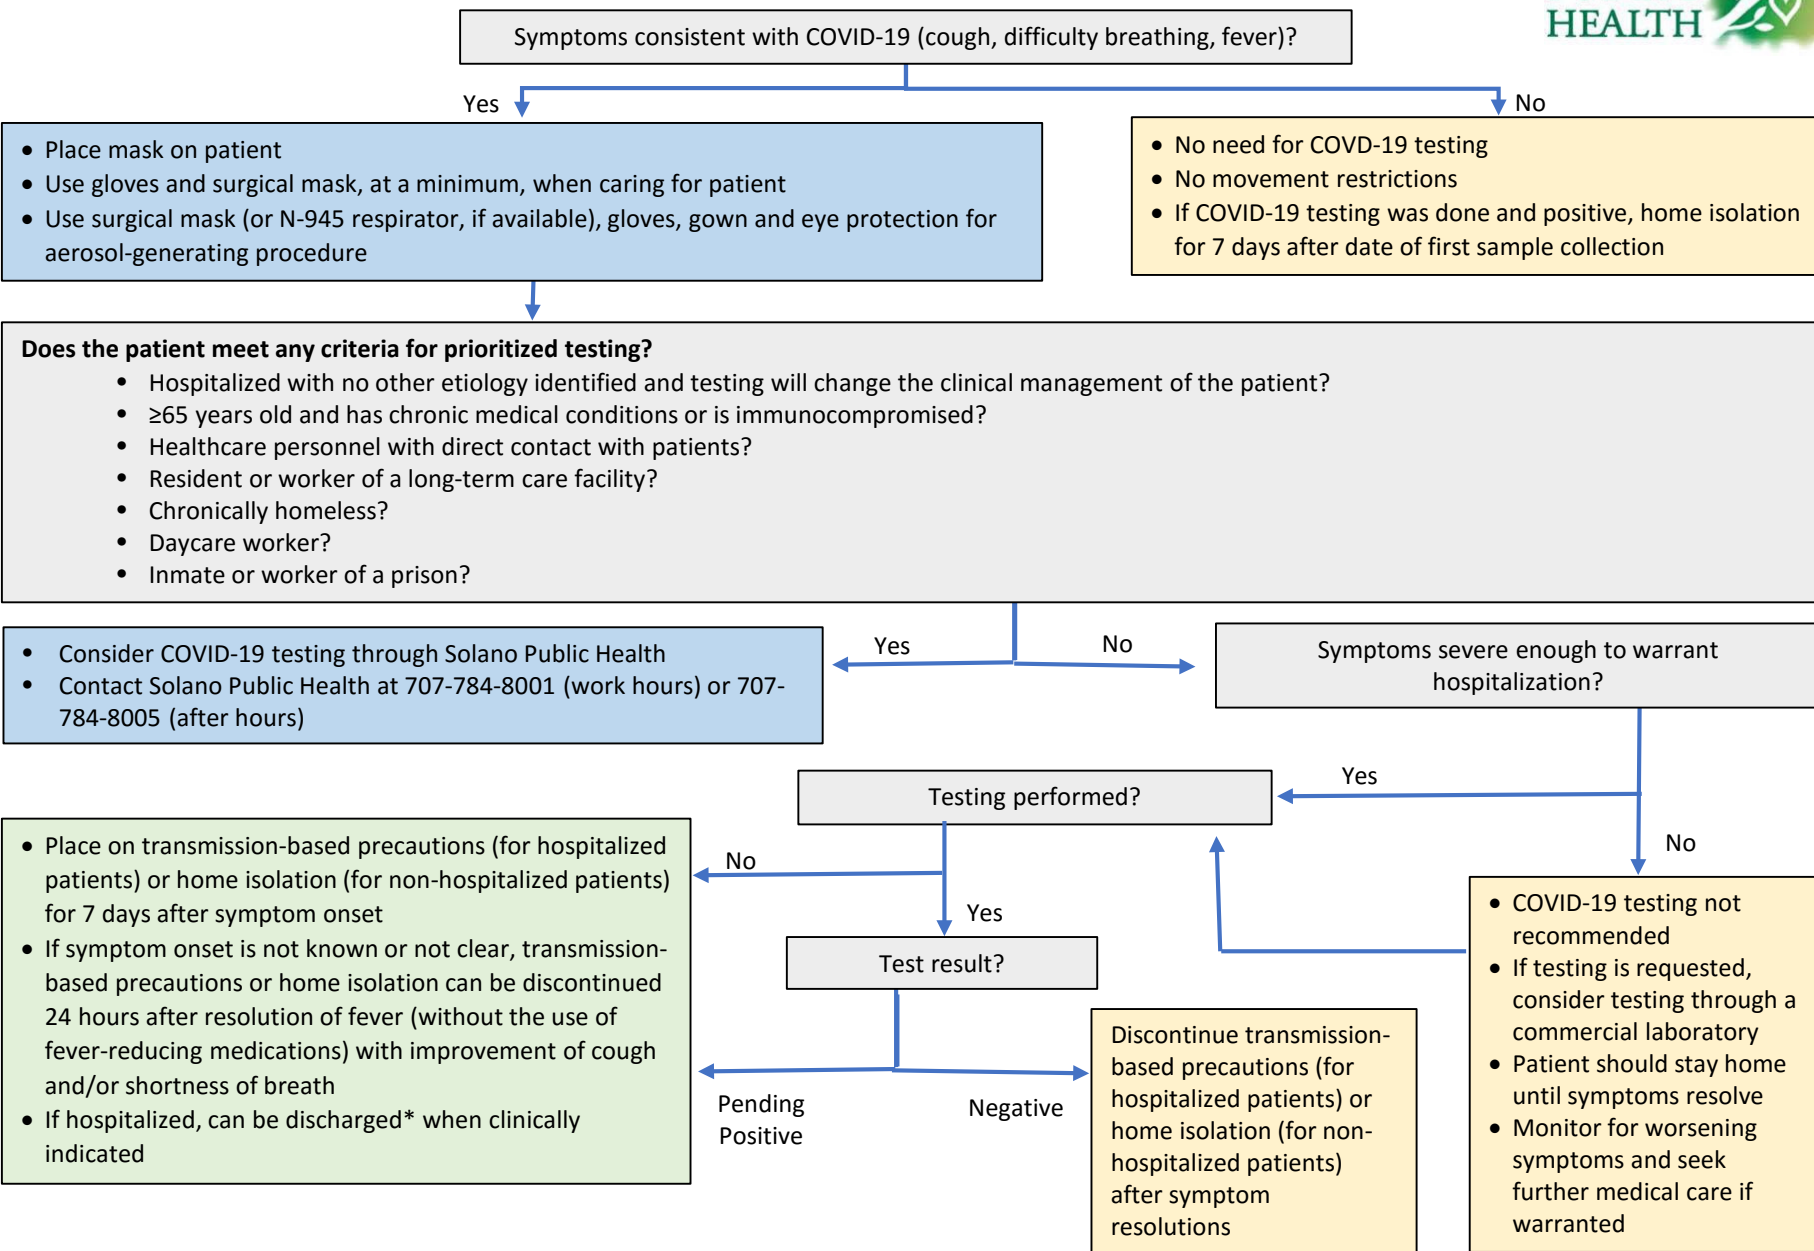 HEALTH
Symptoms consistent with COVID-19 (cough, difficulty breathing, fever)?
Yes
No
• Place mask on patient
• Use gloves and surgical mask, at a minimum, when caring for patient
• Use surgical mask (or N-945 respirator, if available), gloves, gown and eye protection for
aerosol-generating procedure
• No need for COVD-19 testing
• No movement restrictions
• If COVID-19 testing was done and positive, home isolation
for 7 days after date of first sample collection
Does the patient meet any criteria for prioritized testing?
• Hospitalized with no other etiology identified and testing will change the clinical management of the patient?
• ≥65 years old and has chronic medical conditions or is immunocompromised?
• Healthcare personnel with direct contact with patients?
• Resident or worker of a long-term care facility?
• Chronically homeless?
• Daycare worker?
• Inmate or worker of a prison?
Yes
No
• Consider COVID-19 testing through Solano Public Health
• Contact Solano Public Health at 707-784-8001 (work hours) or 707-
784-8005 (after hours)
Symptoms severe enough to warrant
hospitalization?
Yes
No
Testing performed?
No
Yes
• Place on transmission-based precautions (for hospitalized
patients) or home isolation (for non-hospitalized patients)
for 7 days after symptom onset
• If symptom onset is not known or not clear, transmission-
based precautions or home isolation can be discontinued
24 hours after resolution of fever (without the use of
fever-reducing medications) with improvement of cough
and/or shortness of breath
• If hospitalized, can be discharged* when clinically
indicated
Test result?
Pending
Positive
Negative
Discontinue transmission-
based precautions (for
hospitalized patients) or
home isolation (for non-
hospitalized patients)
after symptom
resolutions
• COVID-19 testing not
recommended
• If testing is requested,
consider testing through a
commercial laboratory
• Patient should stay home
until symptoms resolve
• Monitor for worsening
symptoms and seek
further medical care if
warranted